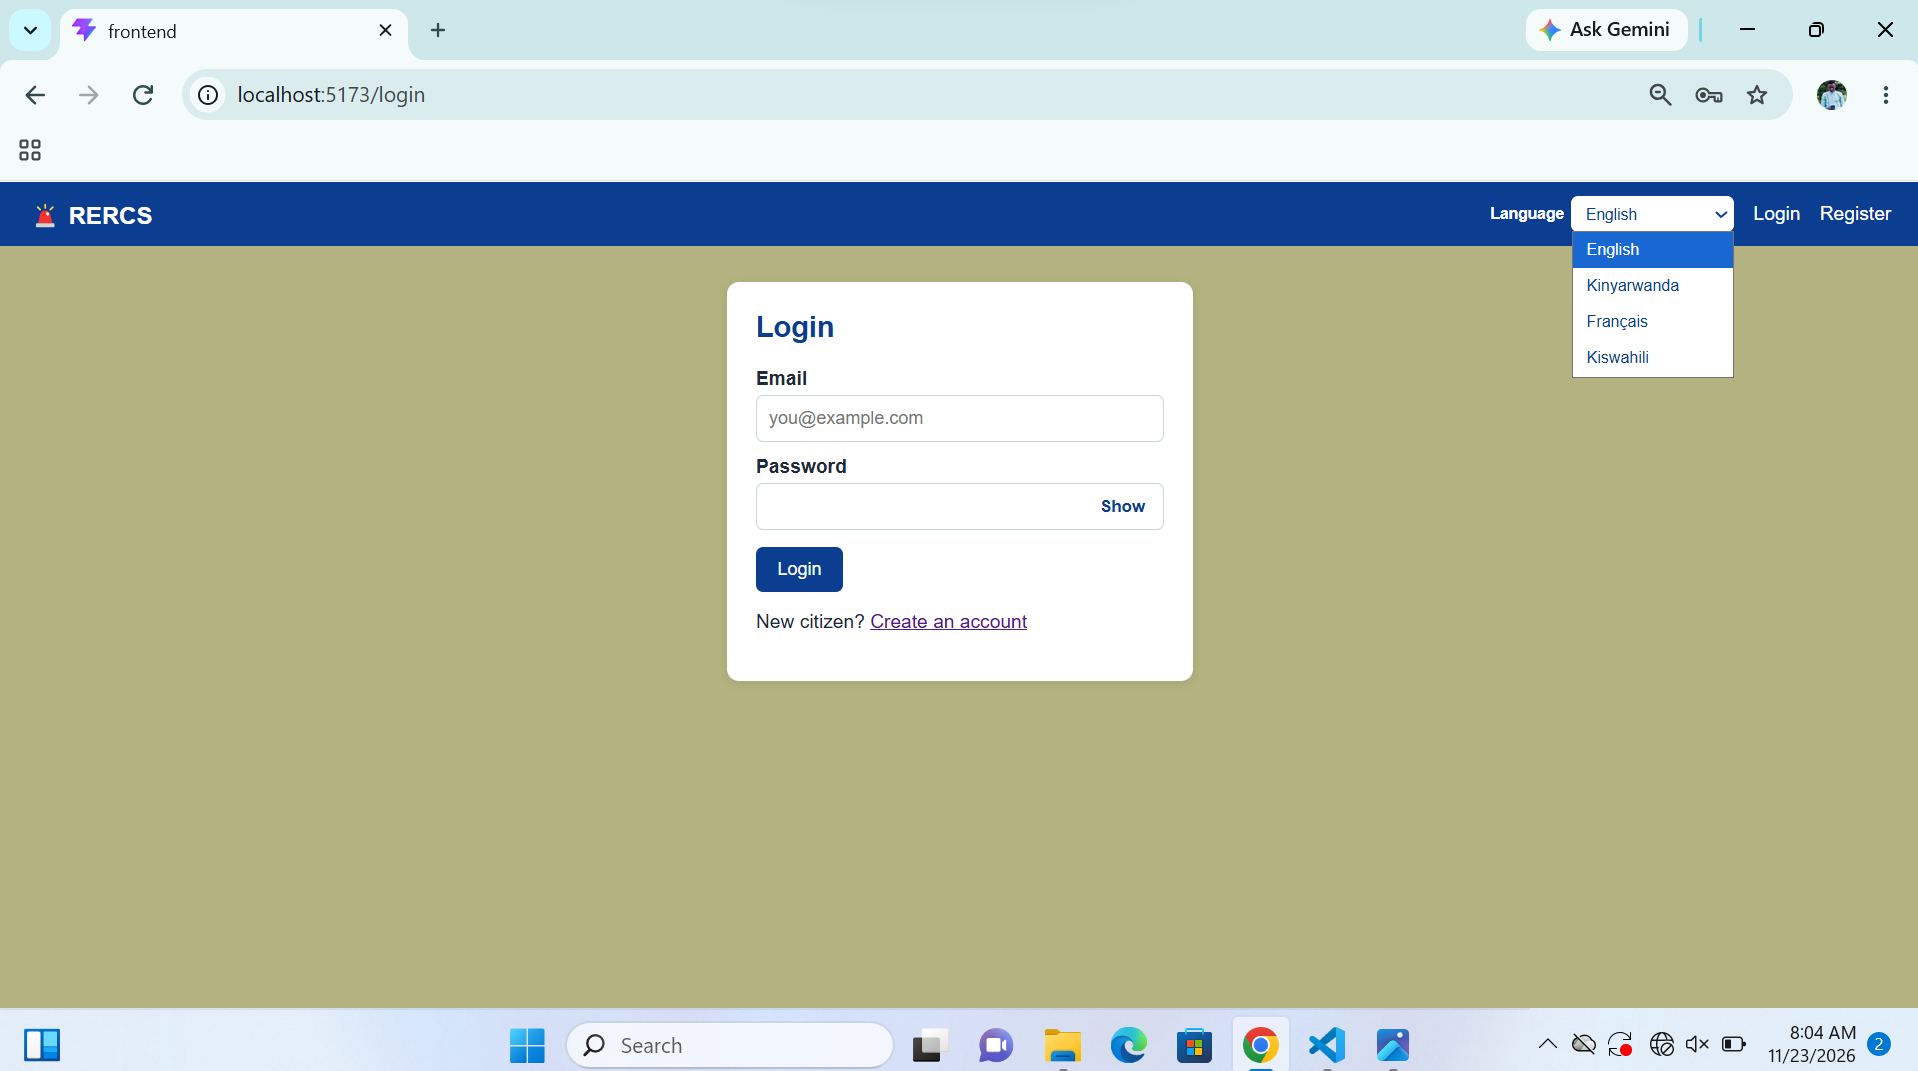 frontend
Ask Gemini
localhost:5173/login
RERCS
Language
English
Login
Register
English
Kinyarwanda
Français
Kiswahili
Login
Email
you@example.com
Password
Show
Login
New citizen? Create an account
Search
8:04 AM
11/23/2026
2